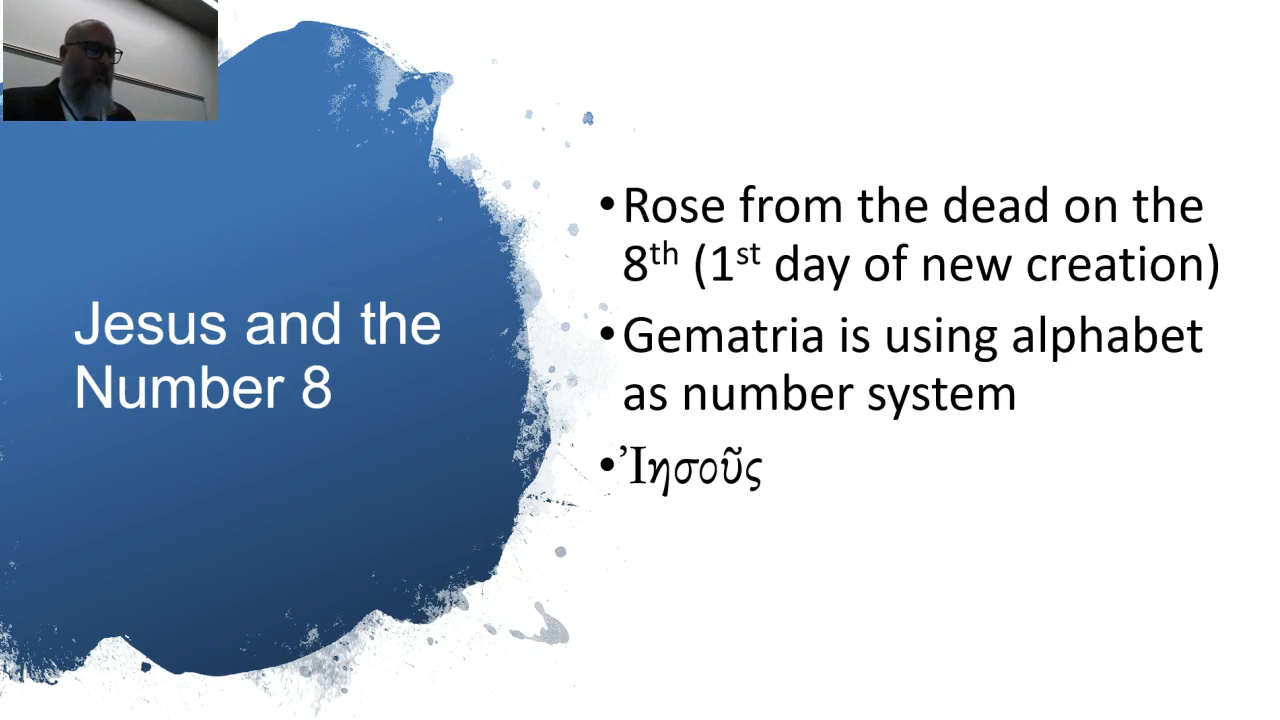 Jesus and the
Number 8
•Rose from the dead on the
8th (1st day of new creation)
•Gematria is using alphabet
as number system
•Ἰησοῦς